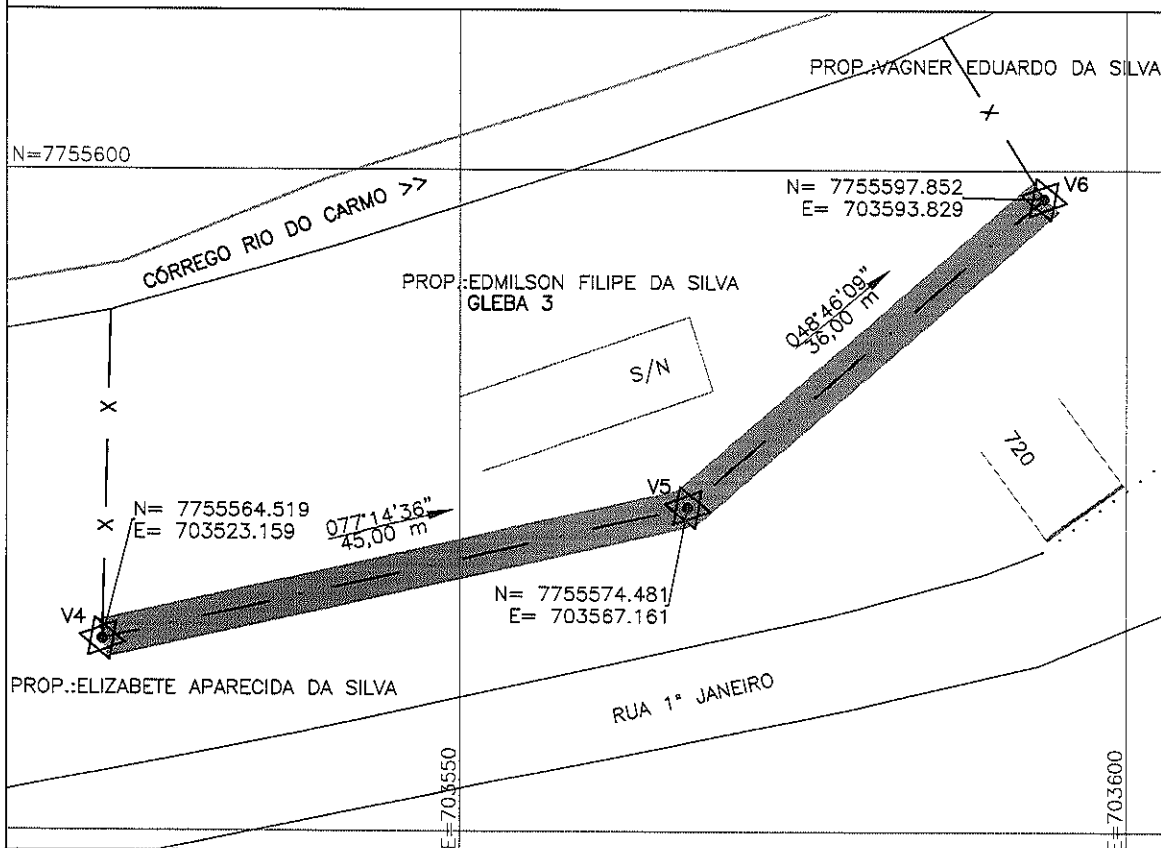 PROP.:VAGNER EDUARDO DA SILVA
N=7755600
CÓRREGO RIO DO CARMO >>
N= 7755597.852
E= 703593.829
V6
PROP.:EDMILSON FILIPE DA SILVA
GLEBA 3
048°46'09"
36,00 m
S/N
720
V5
N= 7755564.519
E= 703523.159
077°14'36"
45,00 m
N= 7755574.481
E= 703567.161
V4
PROP.:ELIZABETE APARECIDA DA SILVA
RUA 1ª JANEIRO
E=703550
E=703600